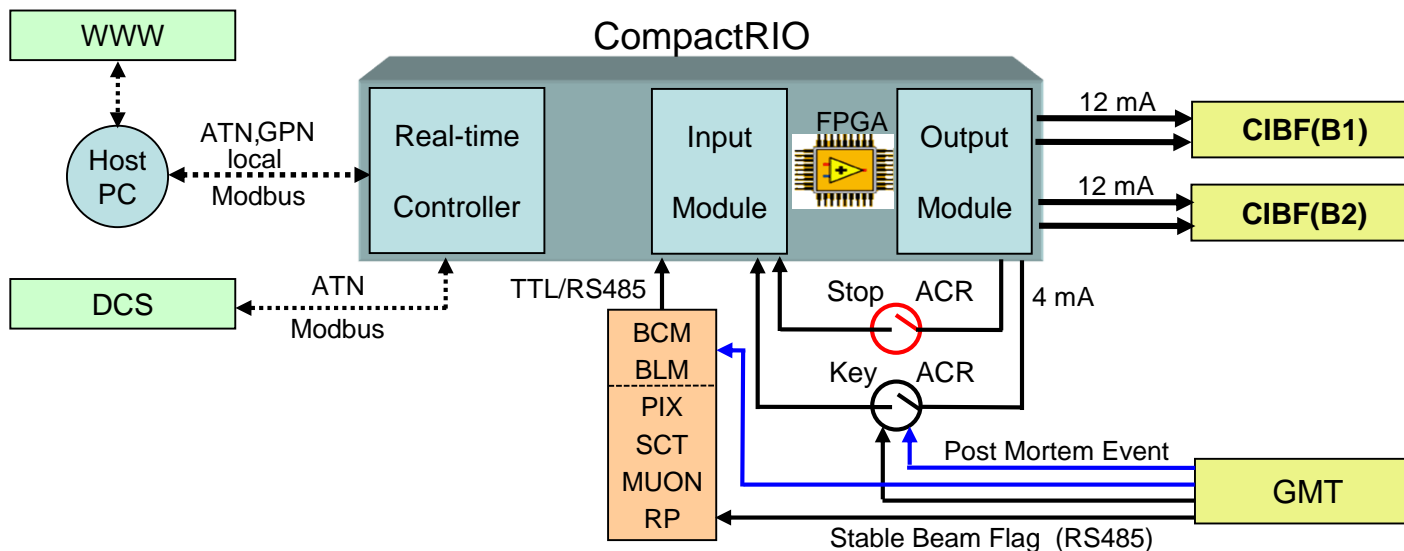 WWW
CompactRIO
Host
PC
ATN,GPN
local
Modbus
Real-time
Controller
Input
Module
FPGA
Output
Module
12 mA
CIBF(B1)
12 mA
CIBF(B2)
DCS
ATN
Modbus
TTL/RS485
BCM
BLM
PIX
SCT
MUON
RP
Stop ACR
4 mA
Key ACR
Post Mortem Event
GMT
Stable Beam Flag (RS485)